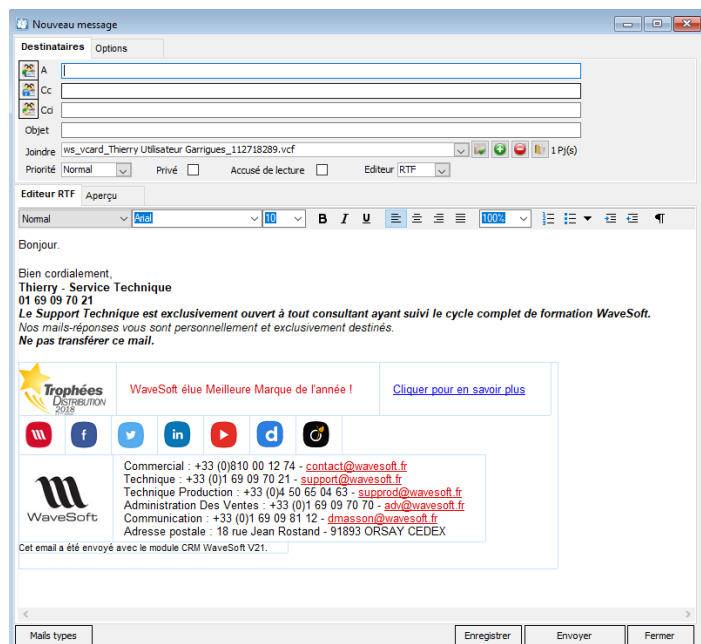 Nouveau message
Destinataires Options
A
Cc
Cci
Objet
Joindre ws_vcard_Thierry Utilisateur Garrigues_112718289.vcf 1 Pj(s)
Priorité Normal Privé Accusé de lecture Editeur RTF
Editeur RTF Aperçu
Normal Arial 10 B I U 100%
Bonjour.
Bien cordialement,
Thierry - Service Technique
01 69 09 70 21
Le Support Technique est exclusivement ouvert à tout consultant ayant suivi le cycle complet de formation WaveSoft.
Nos mails-réponses vous sont personnellement et exclusivement destinés.
Ne pas transférer ce mail.
Trophées
DISTRIBUTION
2018
WaveSoft élue Meilleure Marque de l'année ! Cliquer pour en savoir plus
Commercial : +33 (0)810 00 12 74 - contact@wavesoft.fr
Technique : +33 (0)1 69 09 70 21 - support@wavesoft.fr
Technique Production : +33 (0)4 50 65 04 63 - supprod@wavesoft.fr
Administration Des Ventes : +33 (0)1 69 09 70 70 - adv@wavesoft.fr
Communication : +33 (0)1 69 09 81 12 - dmasson@wavesoft.fr
Adresse postale : 18 rue Jean Rostand - 91893 ORSAY CEDEX
WaveSoft
Cet email a été envoyé avec le module CRM WaveSoft V21.
Mails types Enregistrer Envoyer Fermer